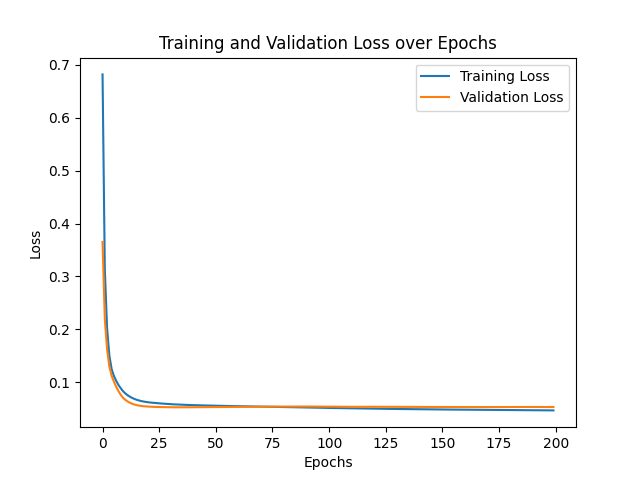 Training and Validation Loss over Epochs
Training Loss
Validation Loss
Loss
0.7
0.6
0.5
0.4
0.3
0.2
0.1
0 25 50 75 100 125 150 175 200
Epochs